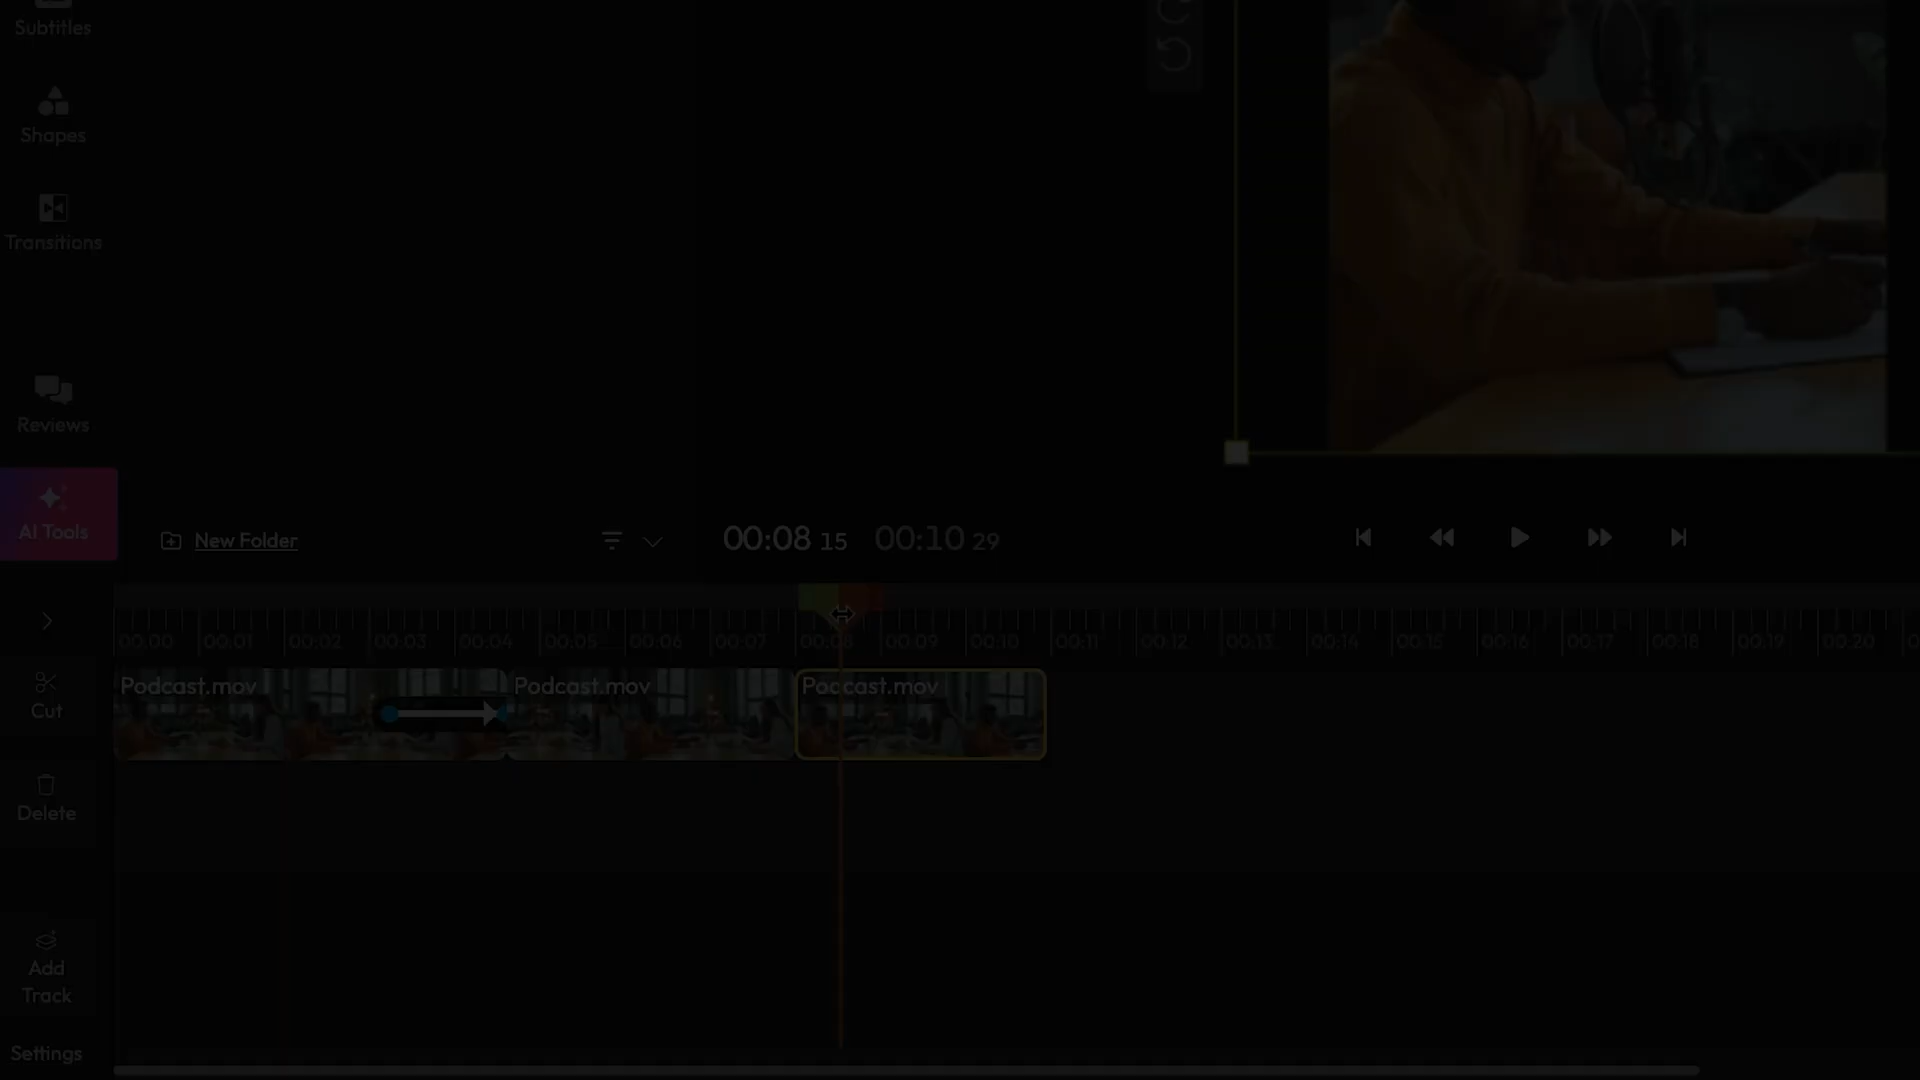 Subtitles
Shapes
Transitions
Reviews
AI Tools
New Folder
00:08 15 00:10 29
00:00 00:01 00:02 00:03 00:04 00:05 00:06 00:07 00:08 00:09 00:10 00:11 00:12 00:13 00:14 00:15 00:16 00:17 00:18 00:19 00:20
Podcast.mov Podcast.mov Podcast.mov
Cut
Delete
Add
Track
Settings